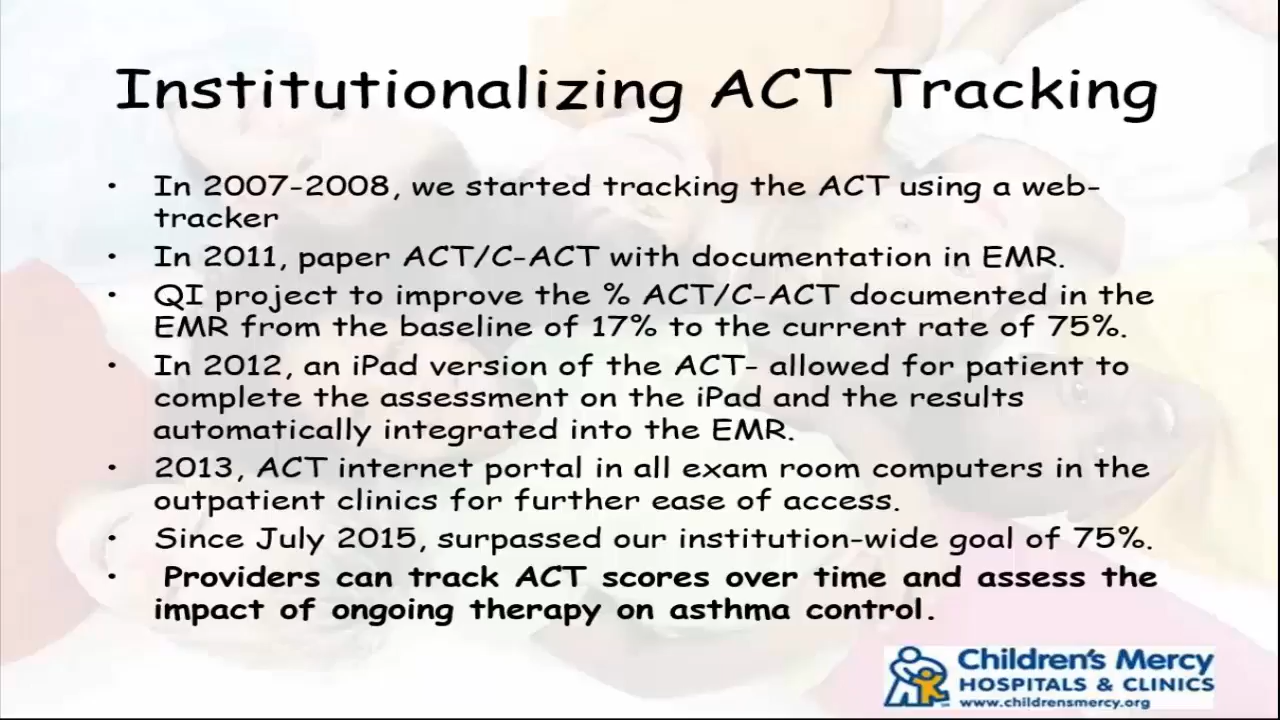 Institutionalizing ACT Tracking
• In 2007-2008, we started tracking the ACT using a web-
tracker
• In 2011, paper ACT/C-ACT with documentation in EMR.
• QI project to improve the % ACT/C-ACT documented in the
EMR from the baseline of 17% to the current rate of 75%.
• In 2012, an iPad version of the ACT- allowed for patient to
complete the assessment on the iPad and the results
automatically integrated into the EMR.
• 2013, ACT internet portal in all exam room computers in the
outpatient clinics for further ease of access.
• Since July 2015, surpassed our institution-wide goal of 75%.
• Providers can track ACT scores over time and assess the
impact of ongoing therapy on asthma control.
Children's Mercy
HOSPITALS & CLINICS
www.childrensmercy.org